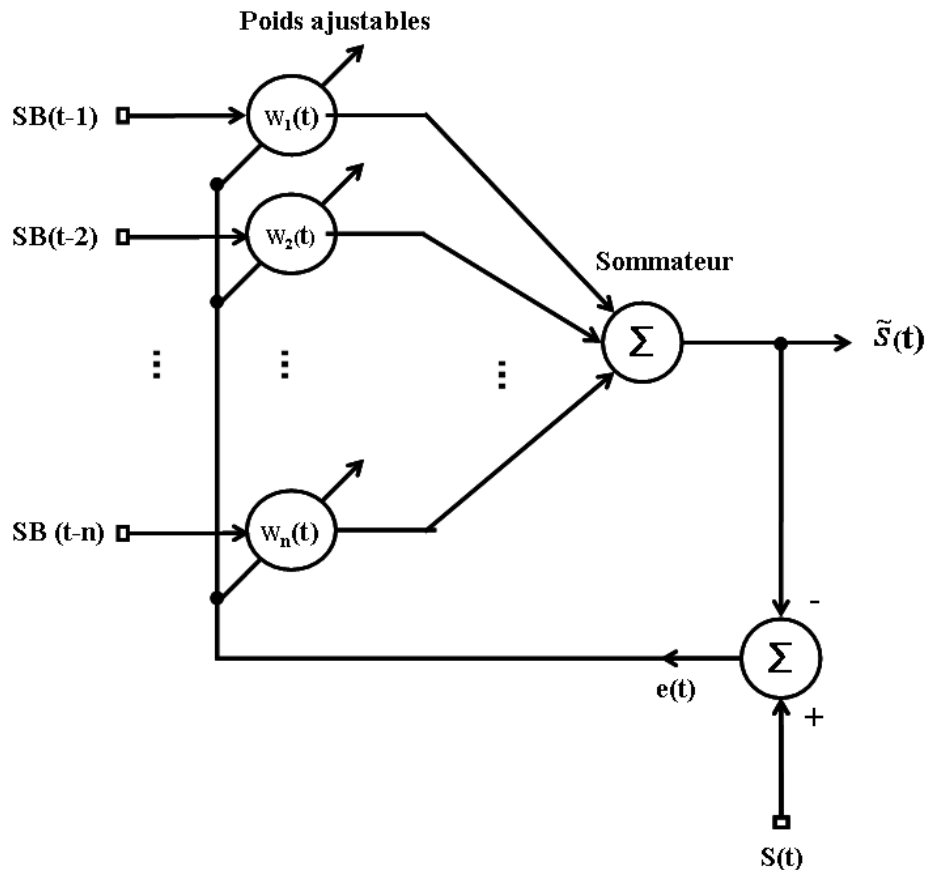 Poids ajustables
SB(t-1)
w₁(t)
SB(t-2)
w₂(t)
Sommateur
Σ
s̃(t)
...
...
...
SB (t-n)
wₙ(t)
-
Σ
e(t)
+
S(t)